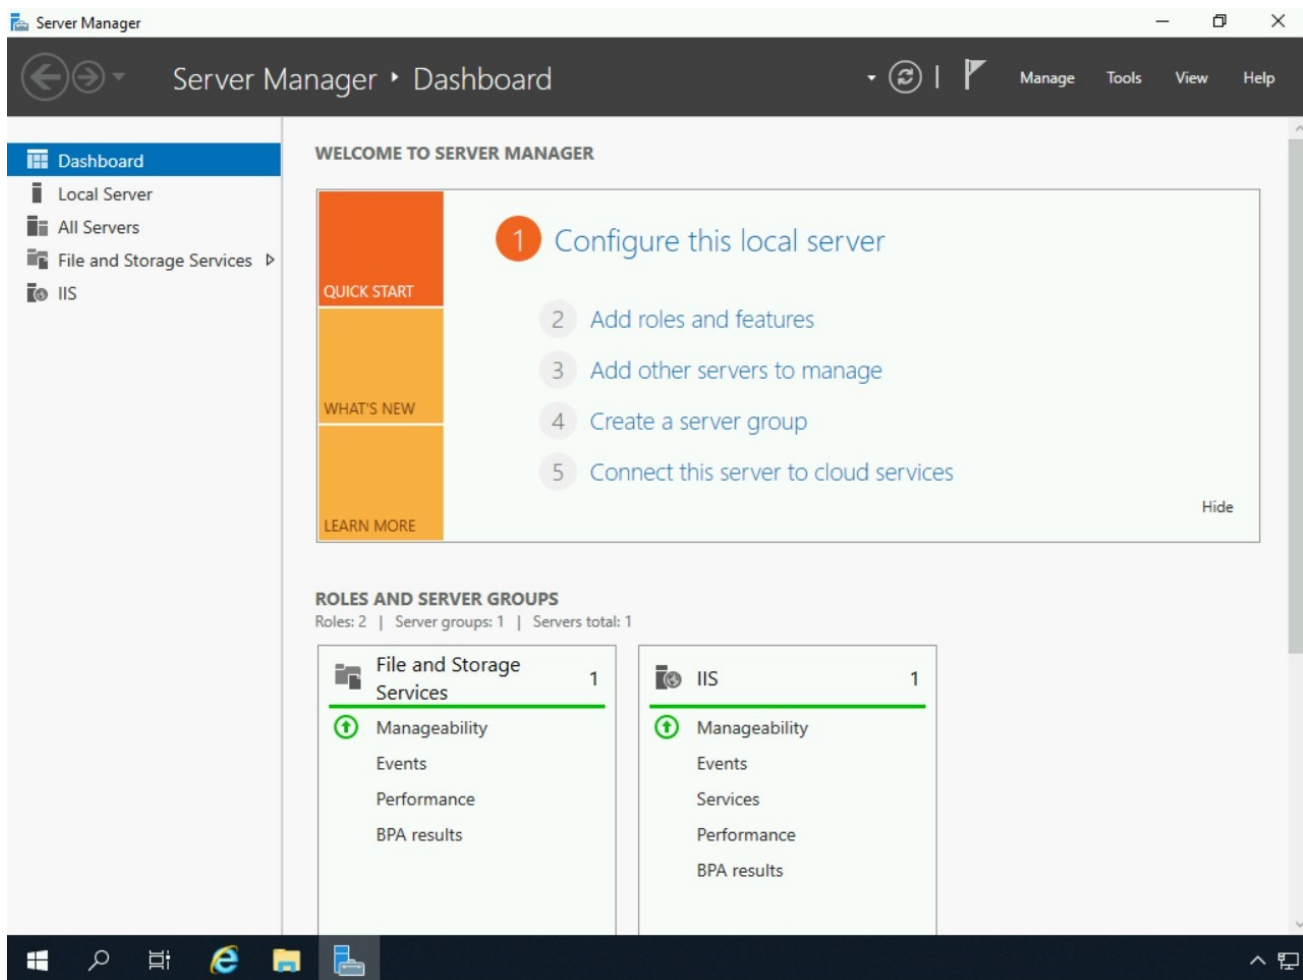 Server Manager
Server Manager ‣ Dashboard
Manage Tools View Help
Dashboard
Local Server
All Servers
File and Storage Services
IIS
WELCOME TO SERVER MANAGER
QUICK START
WHAT'S NEW
LEARN MORE
1 Configure this local server
2 Add roles and features
3 Add other servers to manage
4 Create a server group
5 Connect this server to cloud services
Hide
ROLES AND SERVER GROUPS
Roles: 2 | Server groups: 1 | Servers total: 1
File and Storage
Services 1
Manageability
Events
Performance
BPA results
IIS 1
Manageability
Events
Services
Performance
BPA results